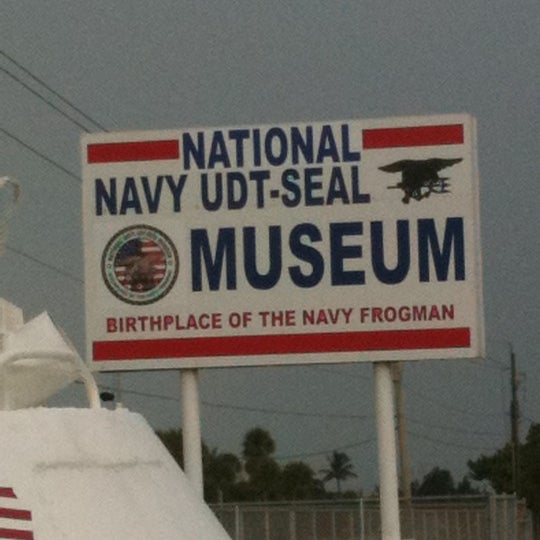 NATIONAL
NAVY UDT-SEAL
MUSEUM
BIRTHPLACE OF THE NAVY FROGMAN